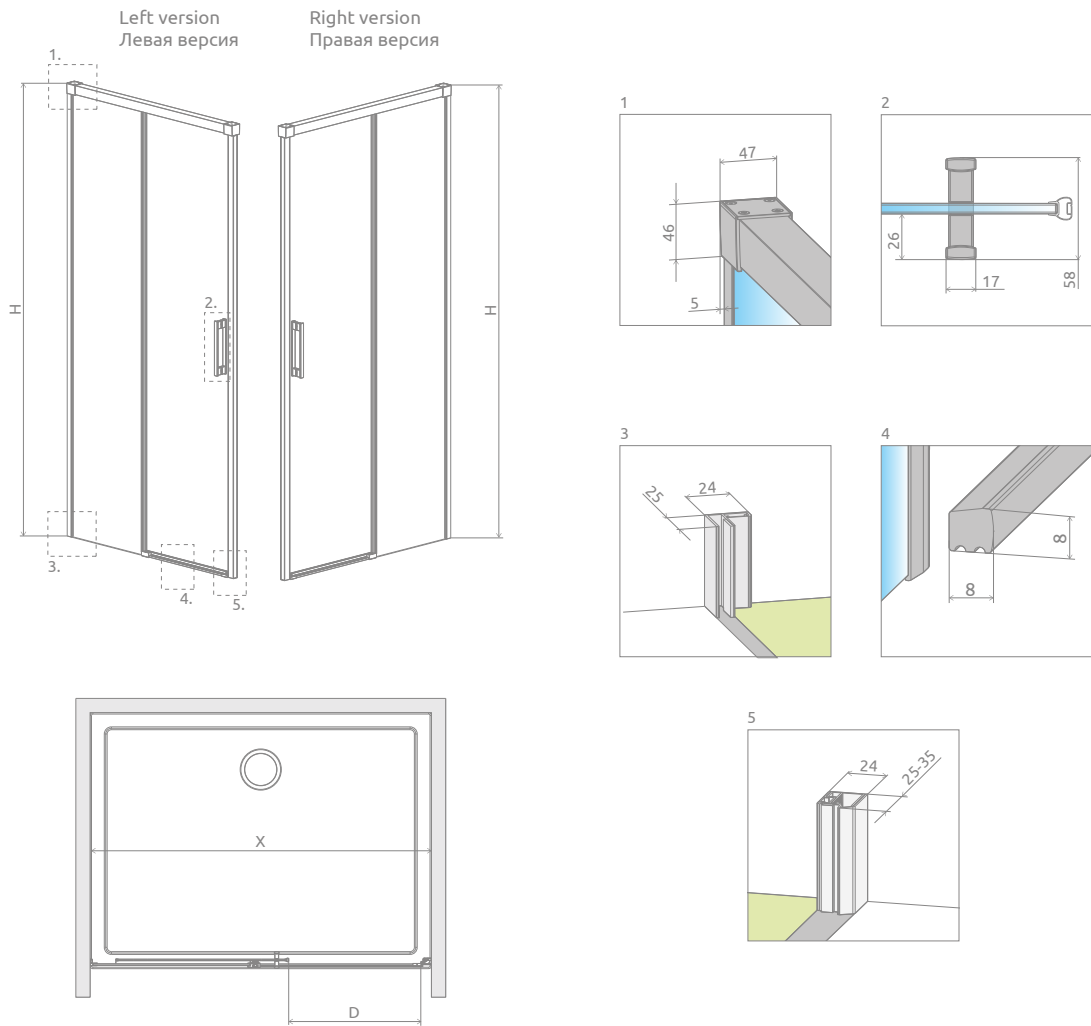 Left version
Левая версия
Right version
Правая версия
1.
H
2.
3.
4.
5.
H
1
47
46
5
2
26
17
58
3
25
24
4
8
8
X
D
5
24
25-35